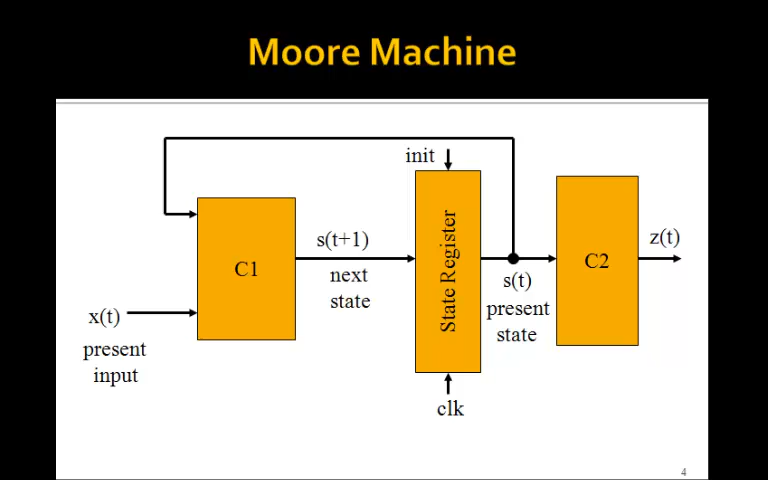 Moore Machine
init
C1
s(t+1)
next
state
State Register
s(t)
present
state
C2
z(t)
x(t)
present
input
clk
4